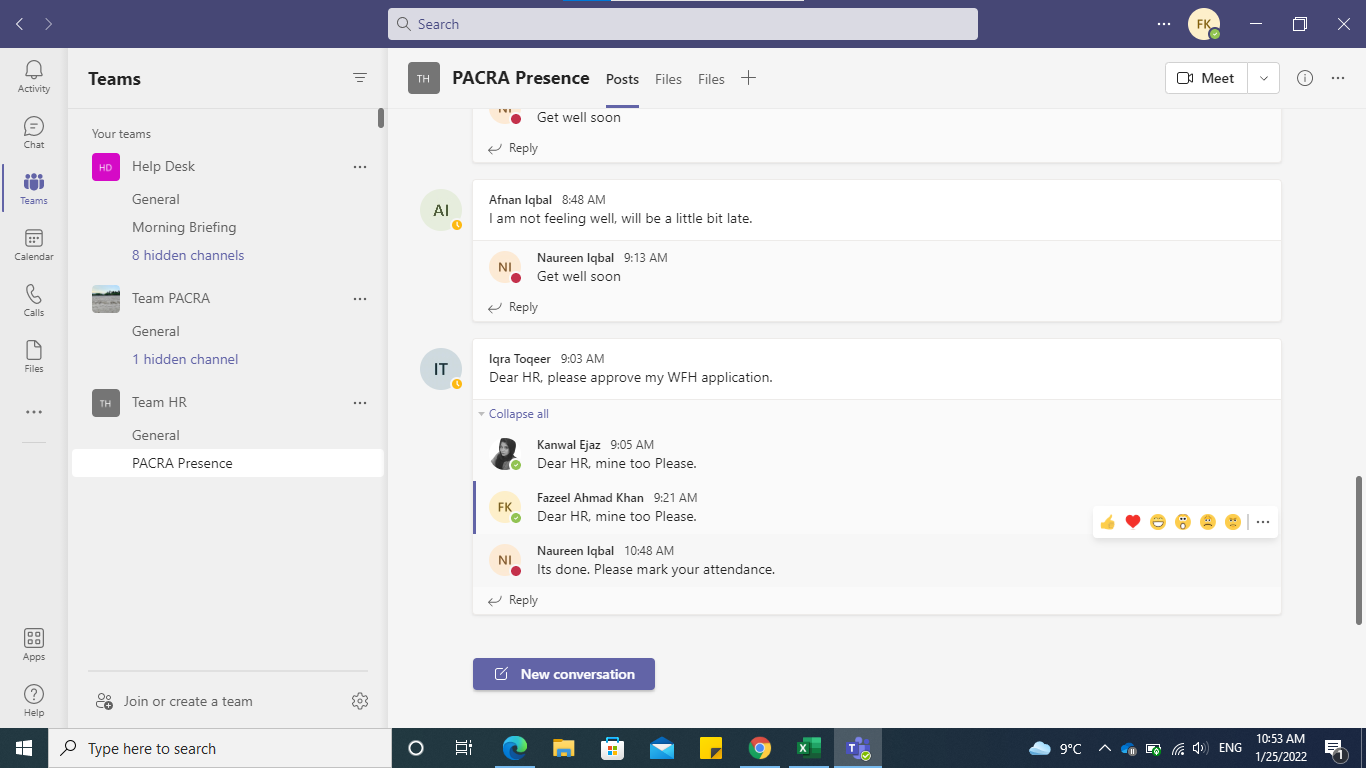 Search
FK
Activity
Chat
Teams
Calendar
Calls
Files
Apps
Help
Teams
Your teams
HD Help Desk
General
Morning Briefing
8 hidden channels
Team PACRA
General
1 hidden channel
TH Team HR
General
PACRA Presence
Join or create a team
TH PACRA Presence Posts Files Files
Meet
NI Get well soon
Reply
AI Afnan Iqbal 8:48 AM
I am not feeling well, will be a little bit late.
NI Naureen Iqbal 9:13 AM
Get well soon
Reply
IT Iqra Toqeer 9:03 AM
Dear HR, please approve my WFH application.
Collapse all
Kanwal Ejaz 9:05 AM
Dear HR, mine too Please.
FK Fazeel Ahmad Khan 9:21 AM
Dear HR, mine too Please.
NI Naureen Iqbal 10:48 AM
Its done. Please mark your attendance.
Reply
New conversation
Type here to search
9°C
ENG
10:53 AM
1/25/2022
1